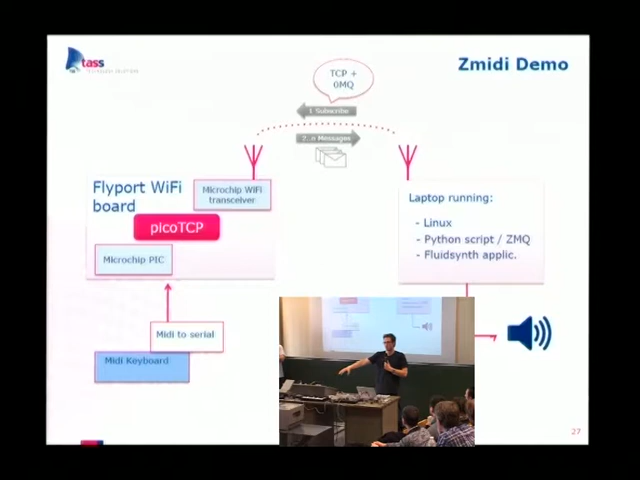 tass
Zmidi Demo
TCP +
0MQ
1 Subscribe
2..n Messages
Flyport WiFi
board
Microchip WiFi
transceiver
picoTCP
Microchip PIC
Midi to serial
Midi Keyboard
Laptop running:
- Linux
- Python script / ZMQ
- Fluidsynth applic.
27